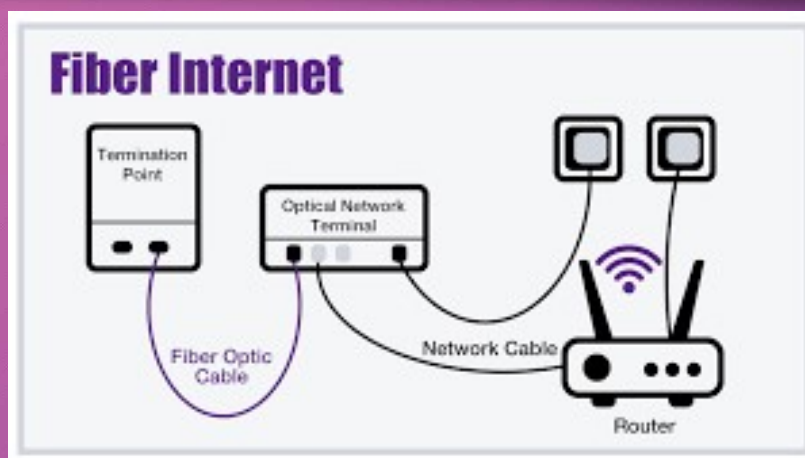 Fiber Internet
Termination
Point
Optical Network
Terminal
Fiber Optic
Cable
Network Cable
Router